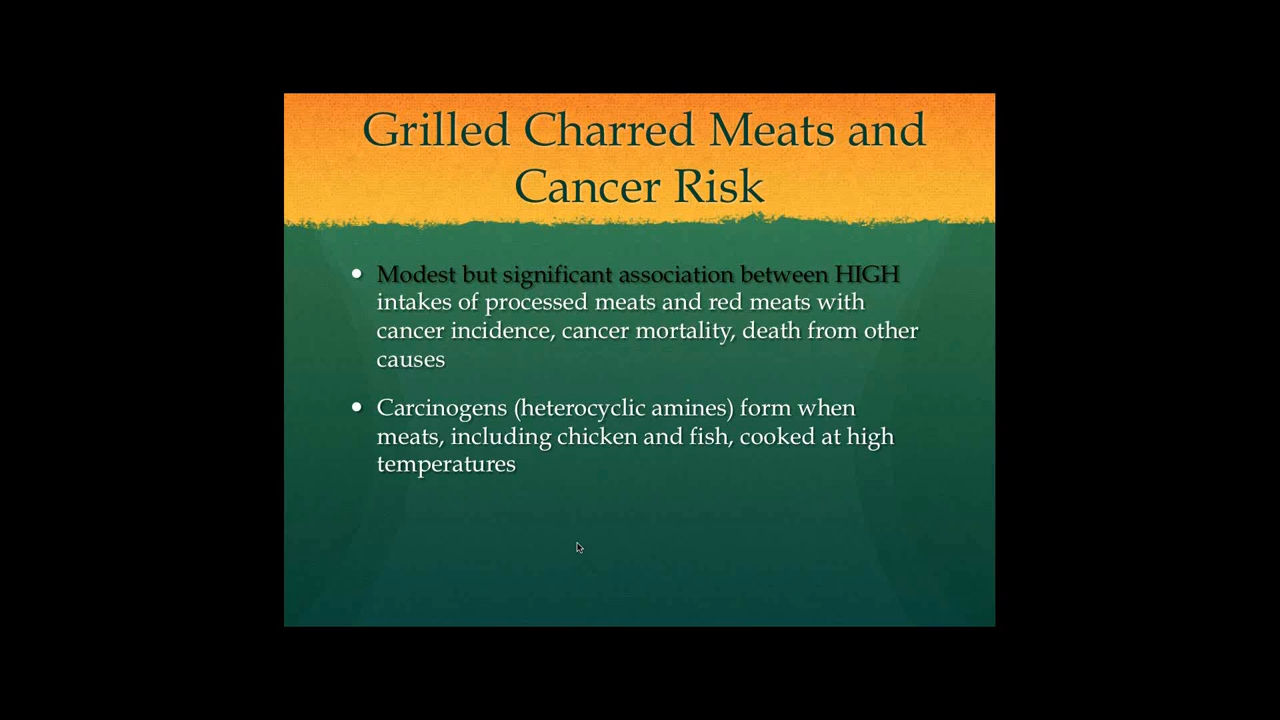 Grilled Charred Meats and
Cancer Risk
• Modest but significant association between HIGH
intakes of processed meats and red meats with
cancer incidence, cancer mortality, death from other
causes
• Carcinogens (heterocyclic amines) form when
meats, including chicken and fish, cooked at high
temperatures